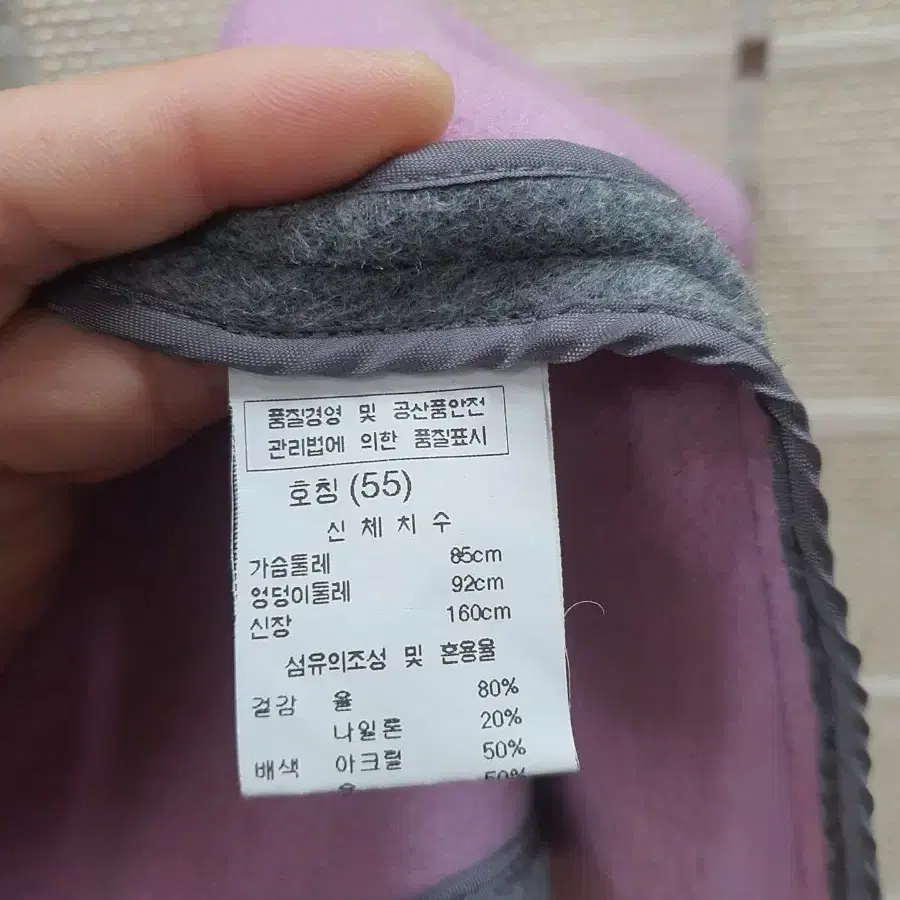 품질경영 및 공산품안전
관리법에 의한 품질표시
호칭 (55)
신체치수
가슴둘레 85cm
엉덩이둘레 92cm
신장 160cm
섬유의조성 및 혼용율
겉감 울 80%
나일론 20%
배색 아크릴 50%
50%